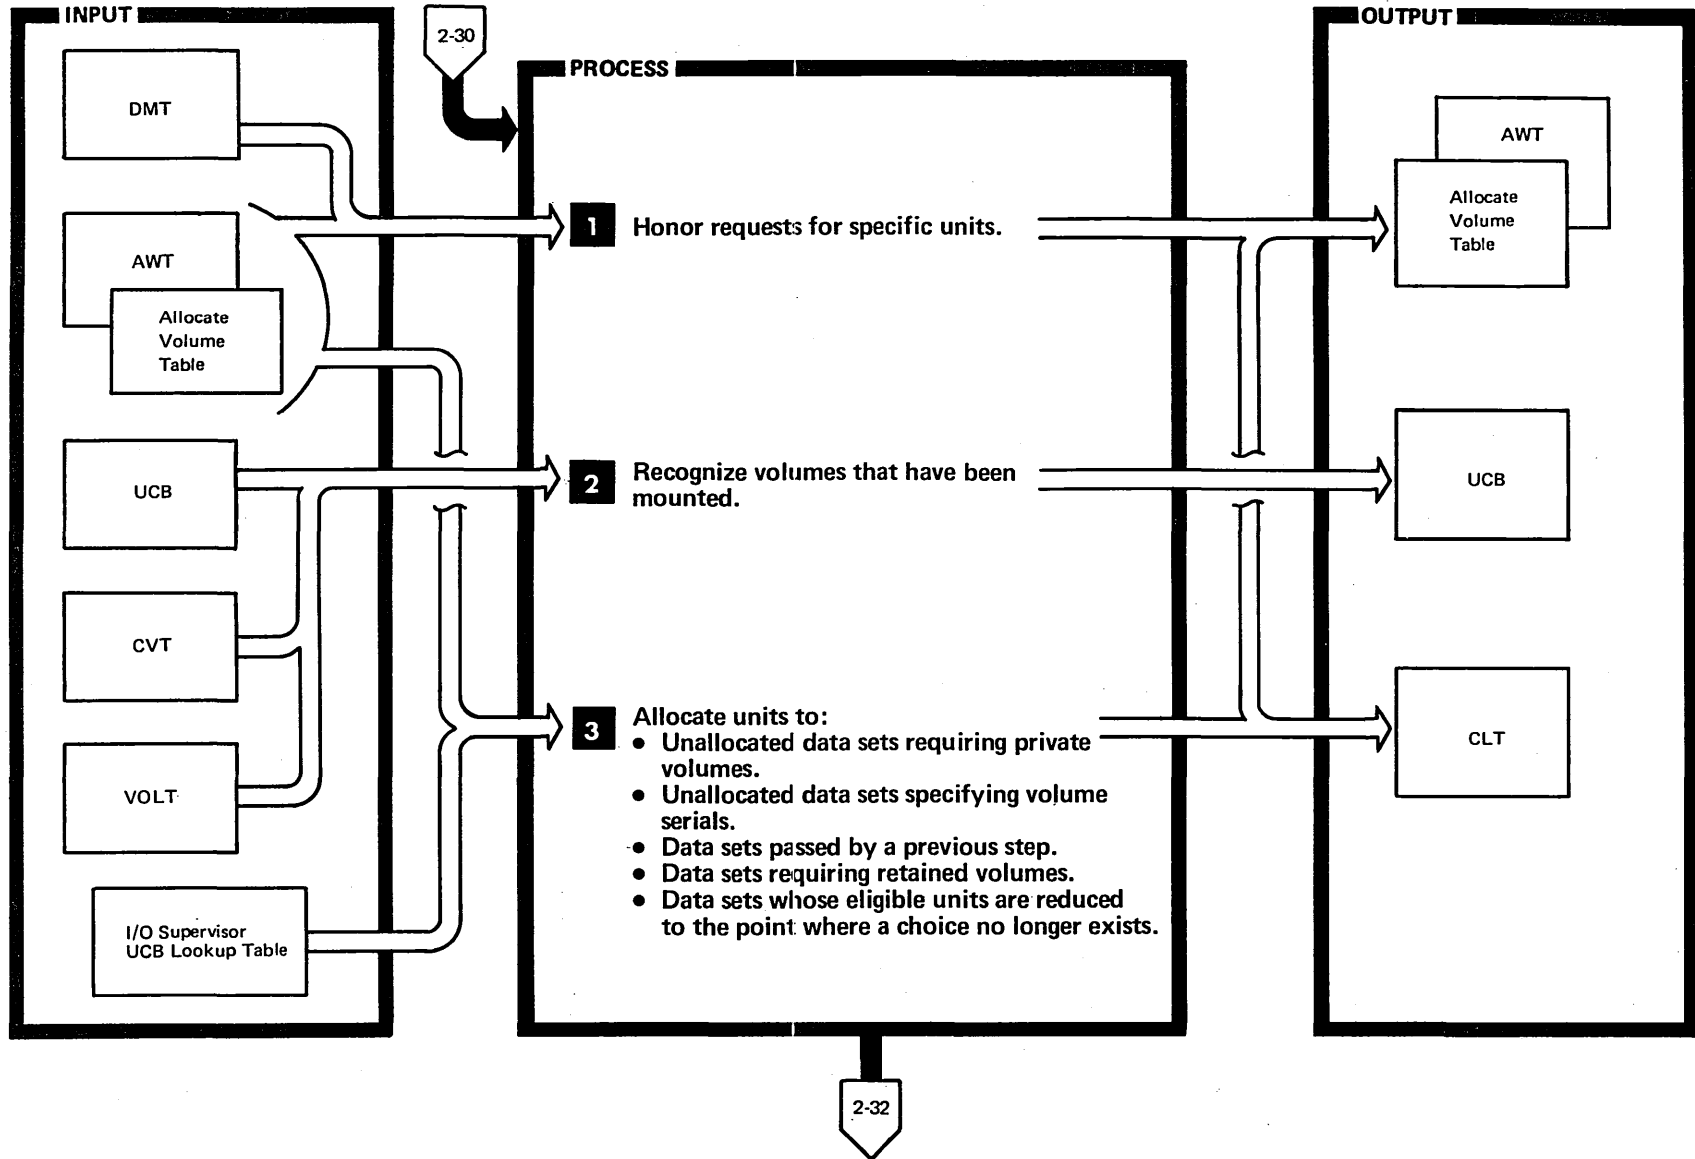 INPUT
DMT
AWT
Allocate
Volume
Table
UCB
CVT
VOLT
I/O Supervisor
UCB Lookup Table
2-30
PROCESS
1 Honor requests for specific units.
2 Recognize volumes that have been
mounted.
3 Allocate units to:
● Unallocated data sets requiring private
volumes.
● Unallocated data sets specifying volume
serials.
● Data sets passed by a previous step.
● Data sets requiring retained volumes.
● Data sets whose eligible units are reduced
to the point where a choice no longer exists.
2-32
OUTPUT
AWT
Allocate
Volume
Table
UCB
CLT